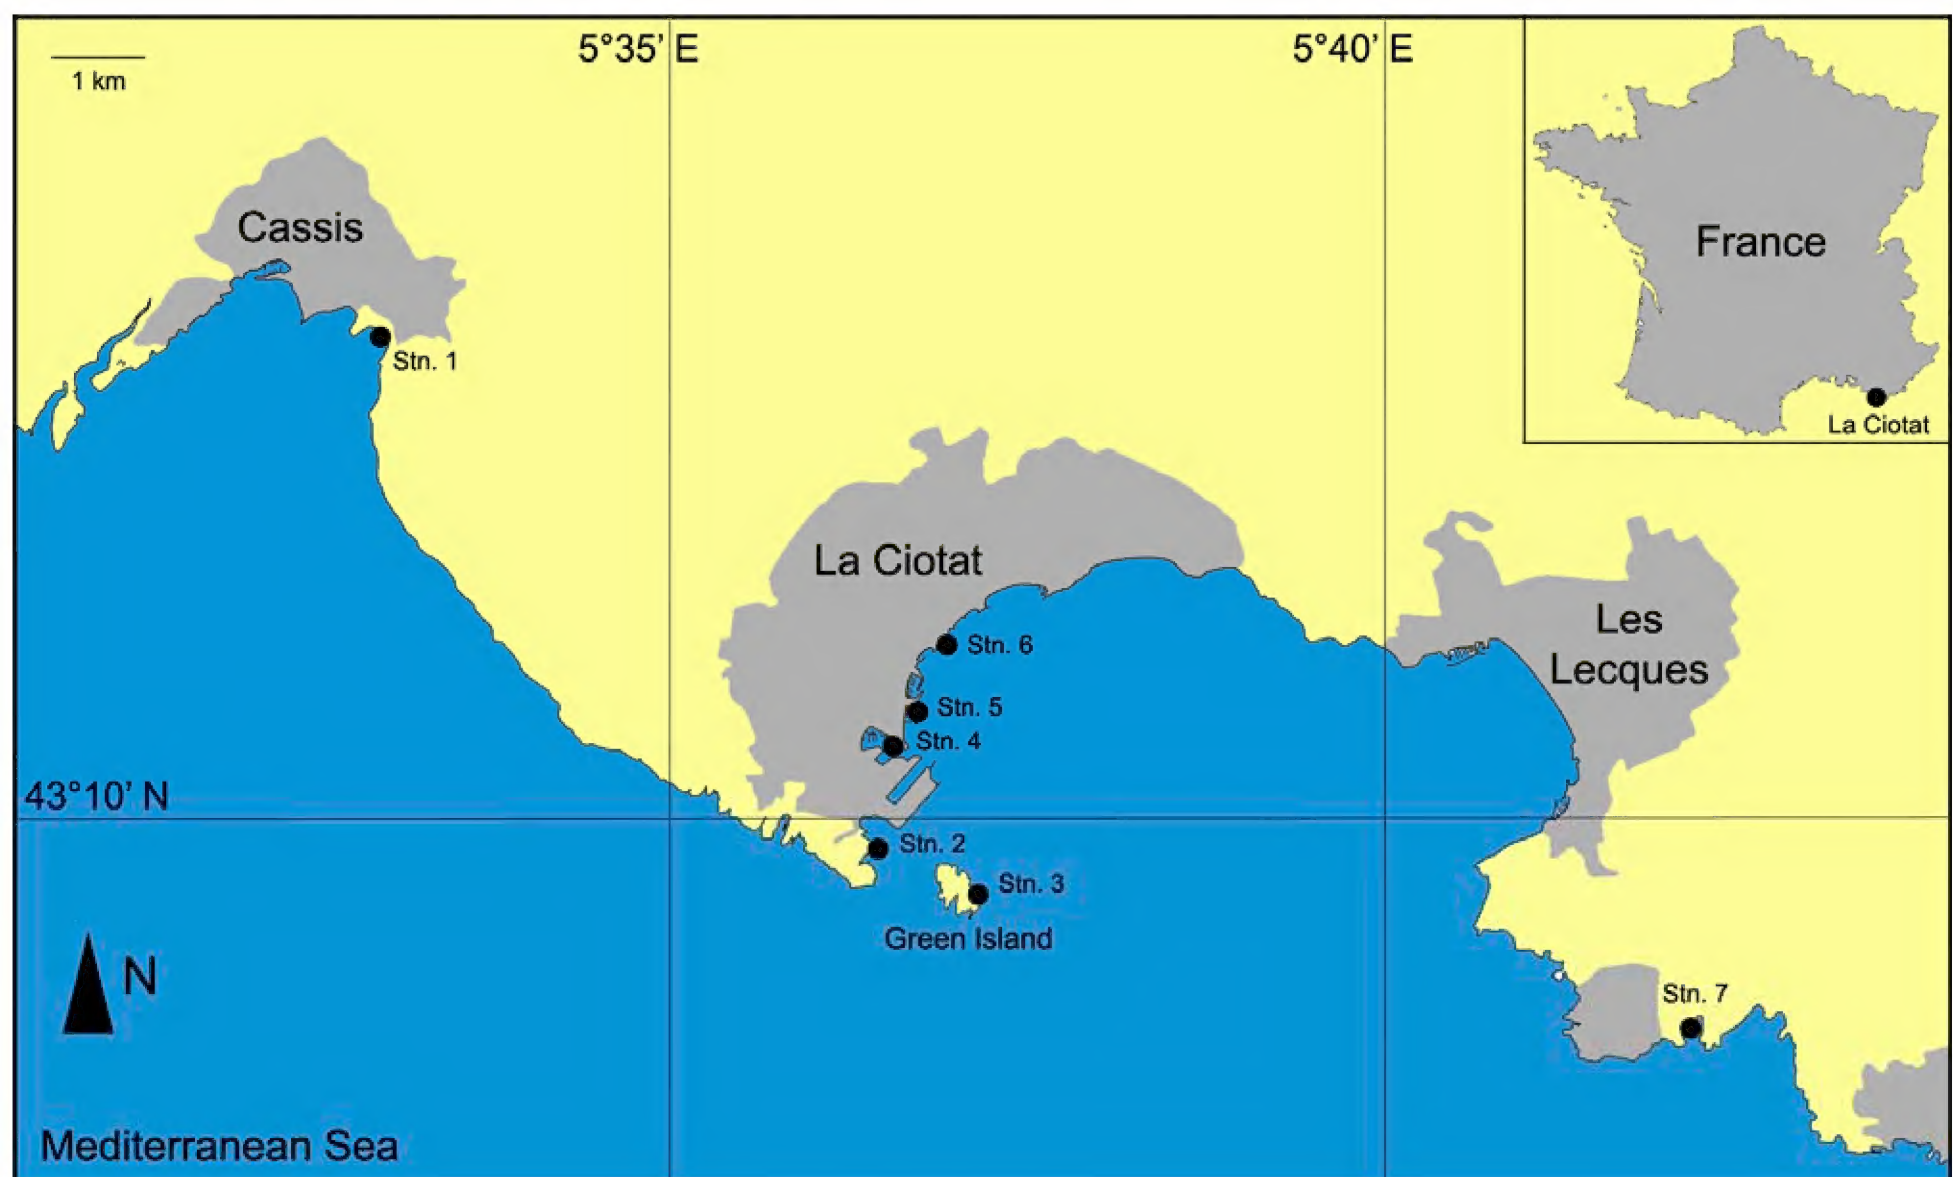 5°35' E
5°40' E
1 km
Cassis
France
Stn. 1
La Ciotat
La Ciotat
Les
Lecques
Stn. 6
Stn. 5
Stn. 4
43°10' N
Stn. 2
Stn. 3
Green Island
N
Stn. 7
Mediterranean Sea